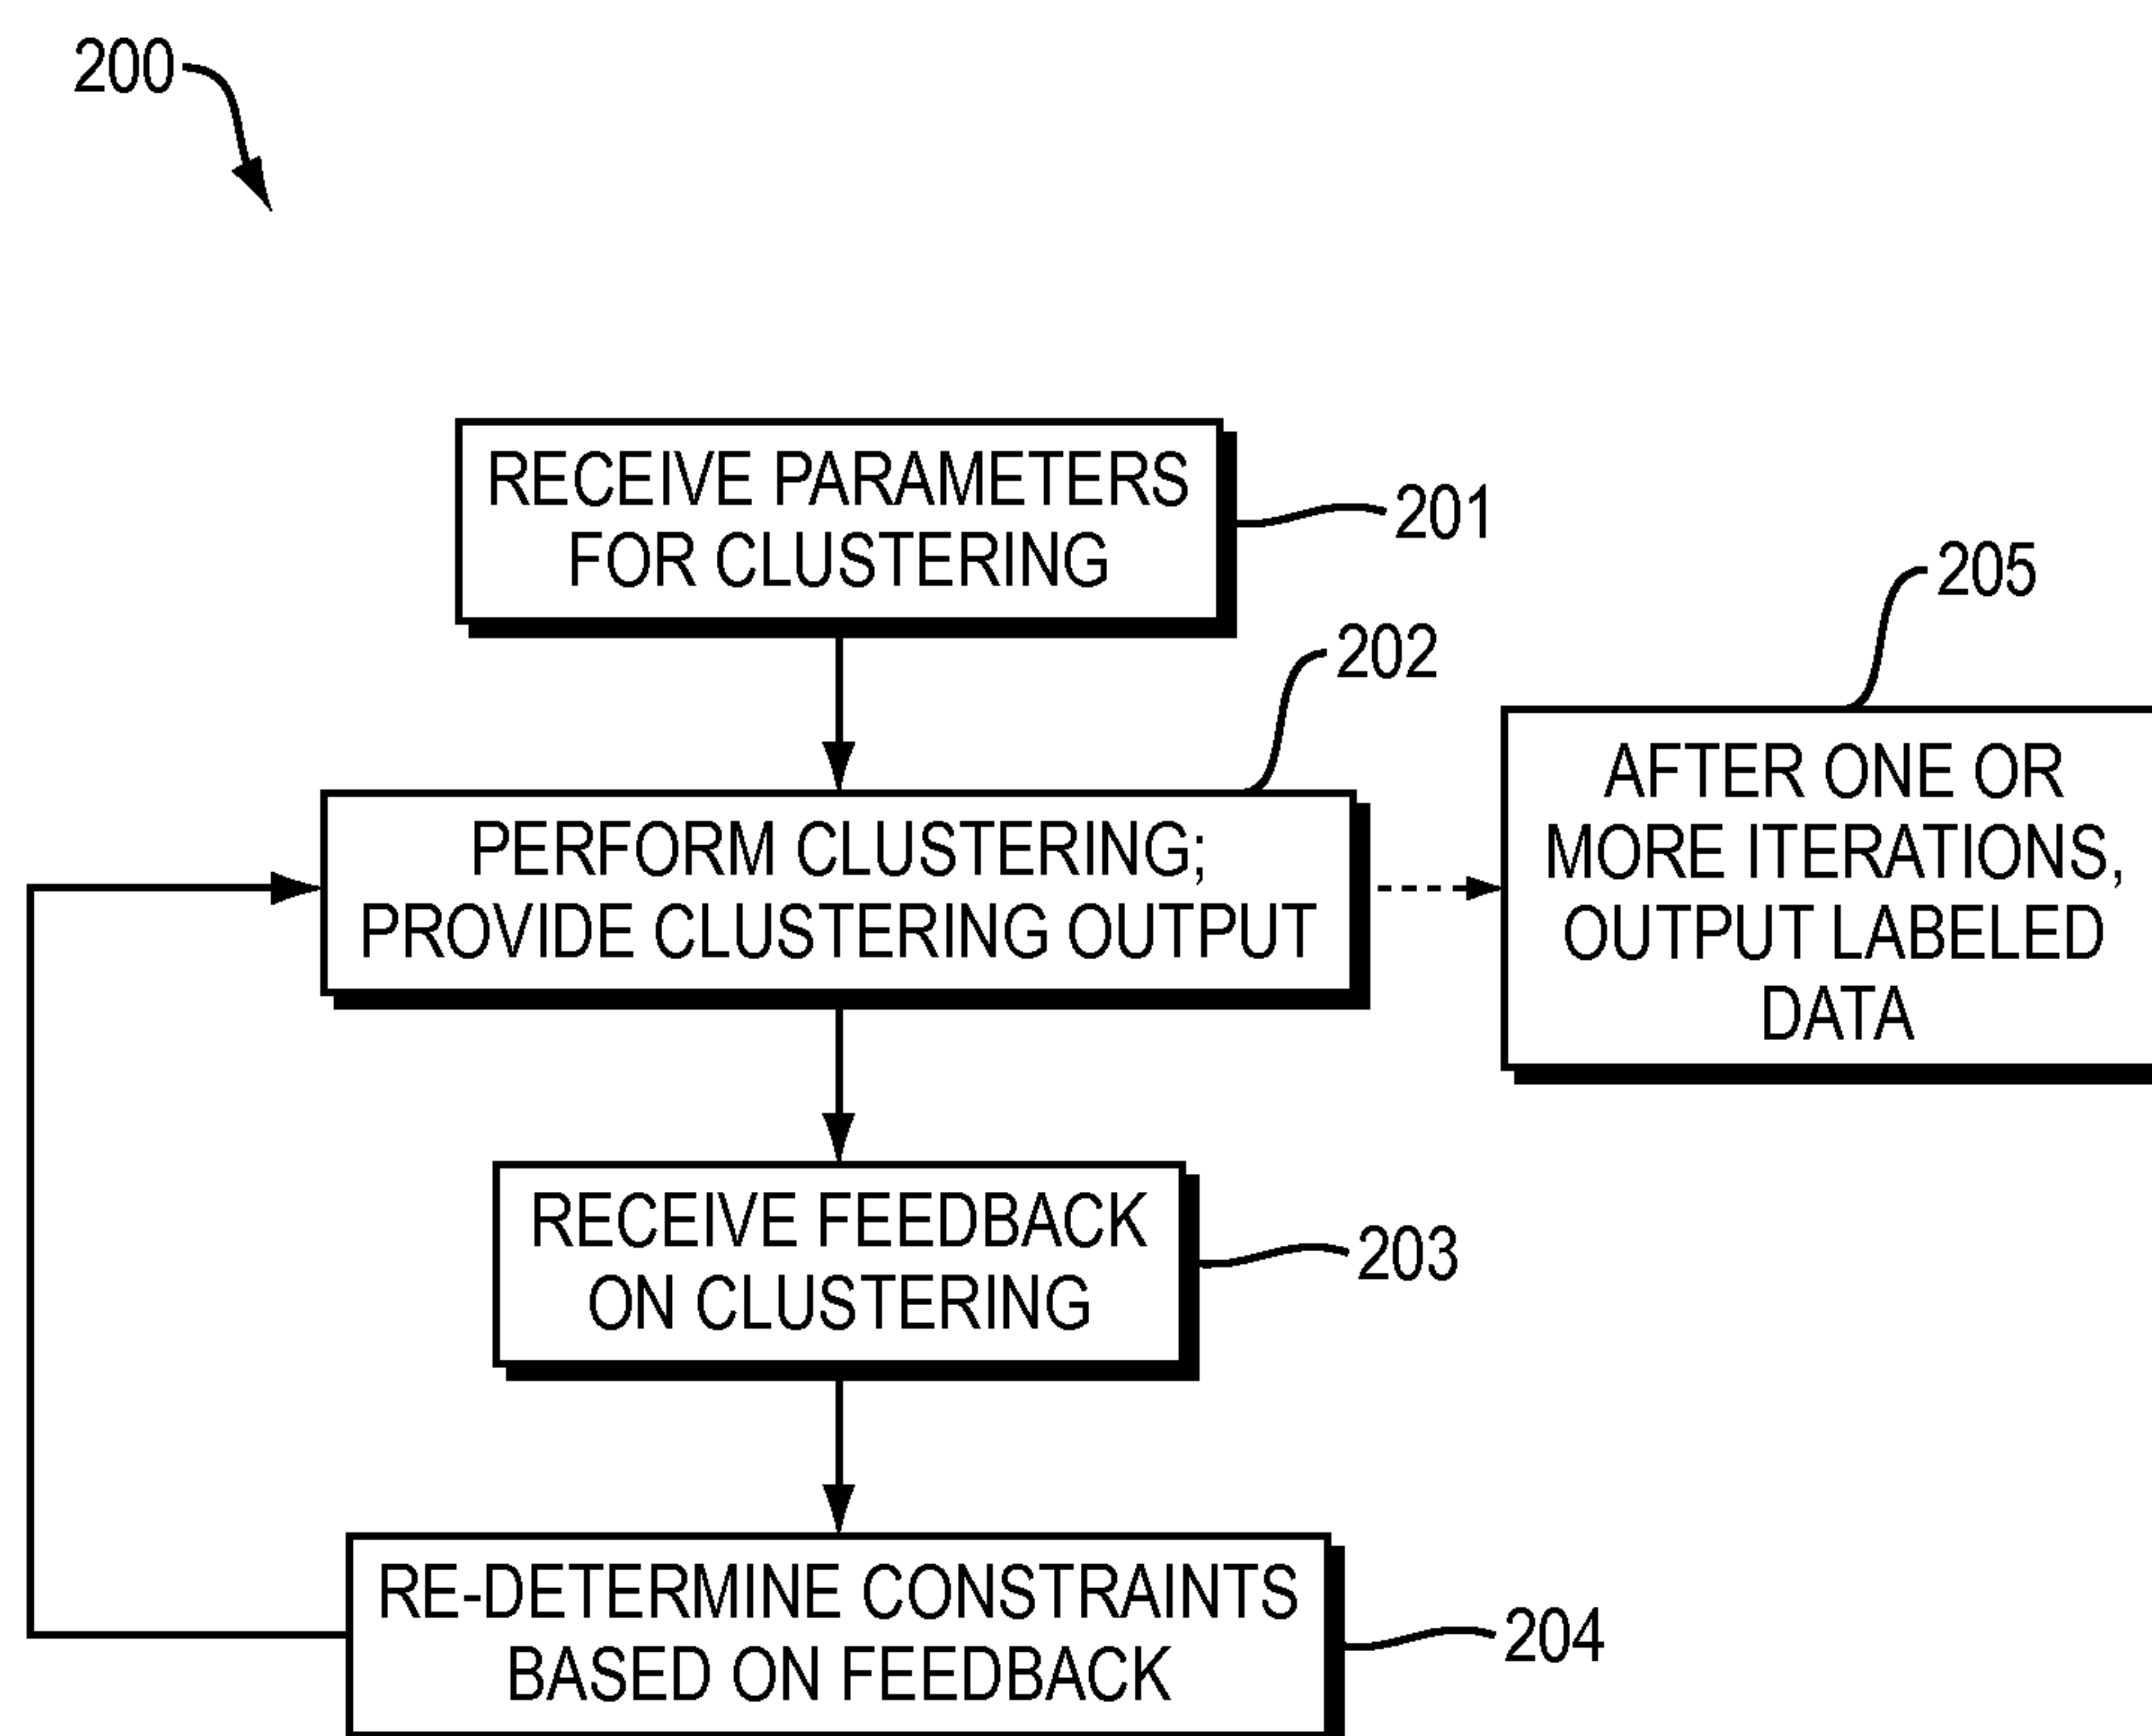 200
RECEIVE PARAMETERS
FOR CLUSTERING
201
202
PERFORM CLUSTERING;
PROVIDE CLUSTERING OUTPUT
205
AFTER ONE OR
MORE ITERATIONS,
OUTPUT LABELED
DATA
RECEIVE FEEDBACK
ON CLUSTERING
203
RE-DETERMINE CONSTRAINTS
BASED ON FEEDBACK
204